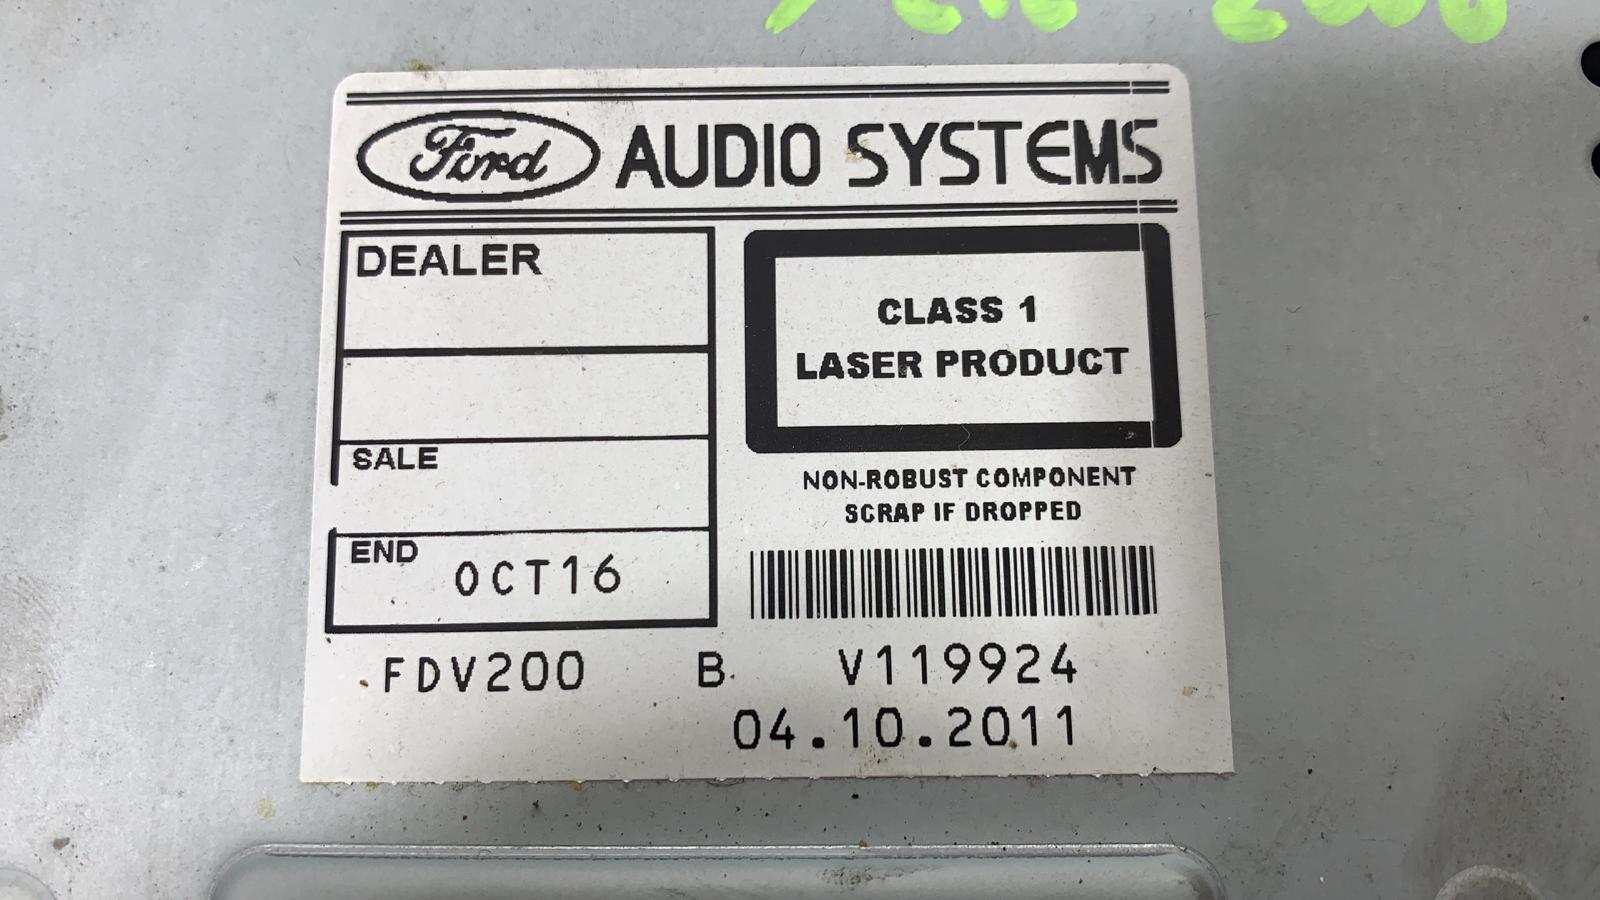 Ford AUDIO SYSTEMS
DEALER
SALE
END OCT16
CLASS 1
LASER PRODUCT
NON-ROBUST COMPONENT
SCRAP IF DROPPED
FDV200 B V119924
04.10.2011